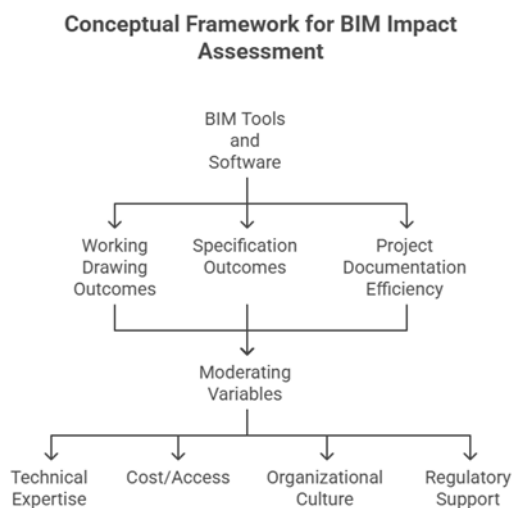 Conceptual Framework for BIM Impact
Assessment
BIM Tools
and
Software
Working
Drawing
Outcomes
Specification
Outcomes
Project
Documentation
Efficiency
Moderating
Variables
Technical
Expertise
Cost/Access
Organizational
Culture
Regulatory
Support